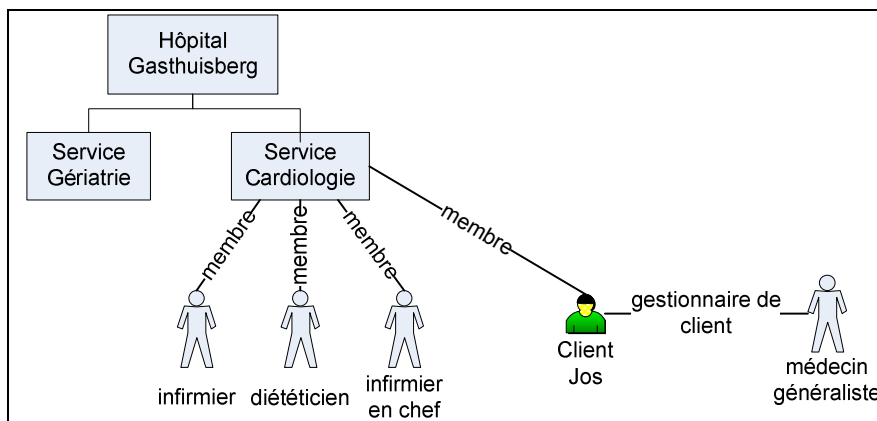 Hôpital
Gasthuisberg
Service
Gériatrie
Service
Cardiologie
membre
membre
membre
membre
infirmier
diététicien
infirmier
en chef
Client
Jos
gestionnaire de
client
médecin
généraliste